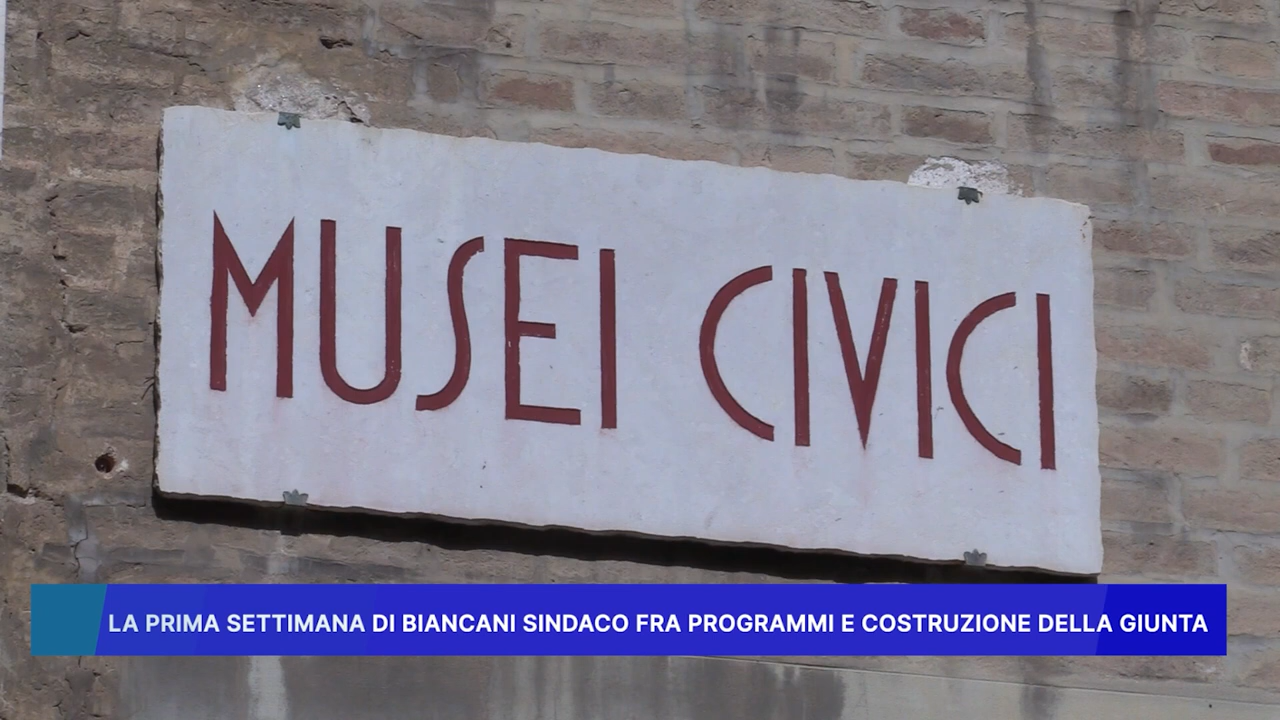 MUSEI CIVICI
LA PRIMA SETTIMANA DI BIANCANI SINDACO FRA PROGRAMMI E COSTRUZIONE DELLA GIUNTA